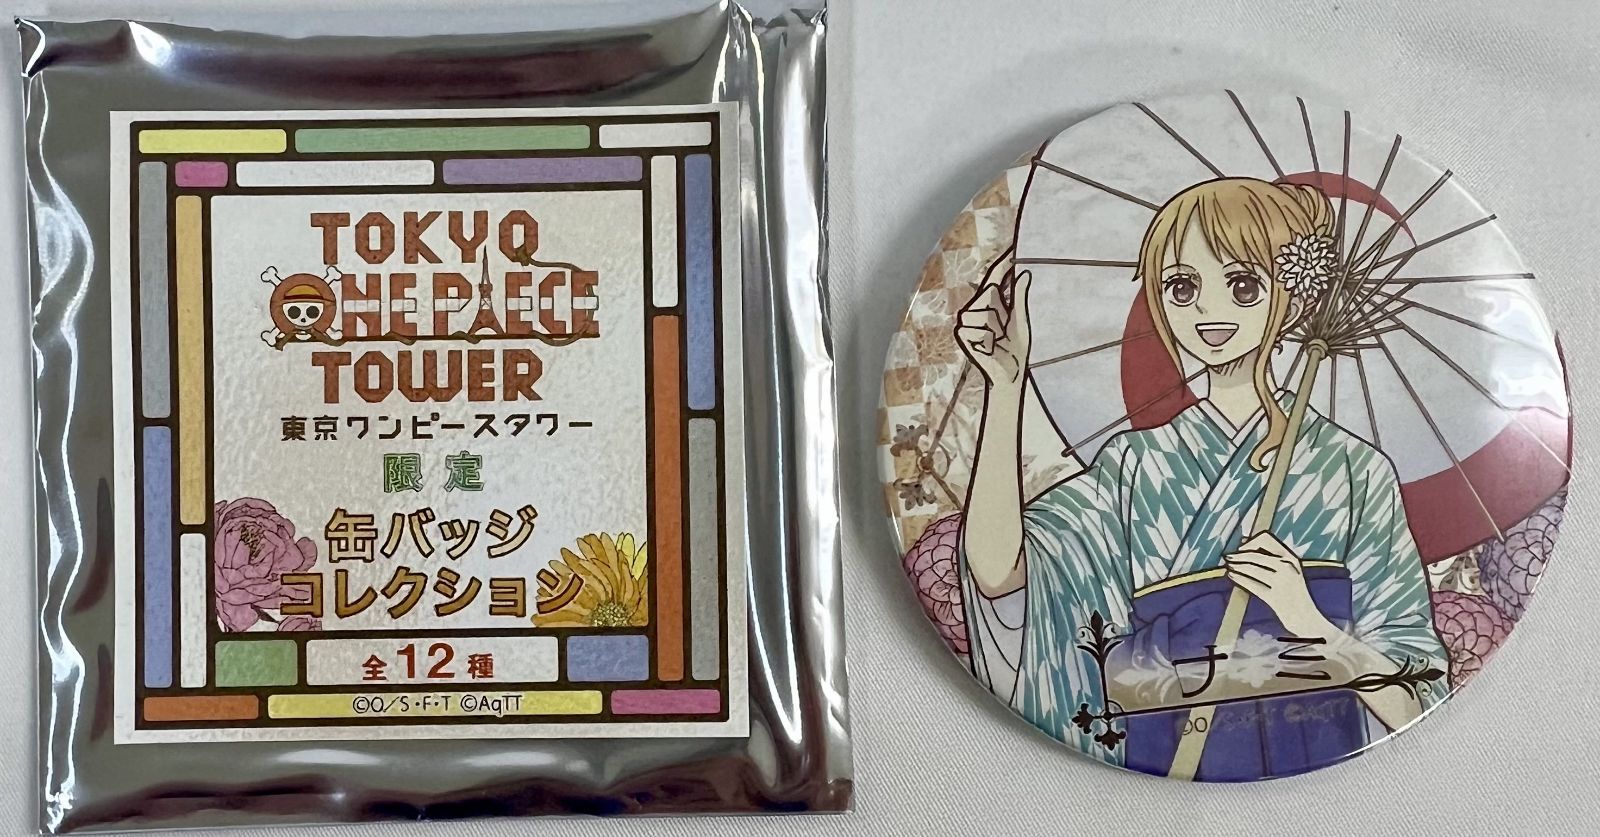 TOKYO
ONE PIECE
TOWER
東京ワンピースタワー
限定
缶バッジ
コレクション
全12種
©O/S・F・T ©AqTT
ナミ
©O/S・F・T ©AqTT